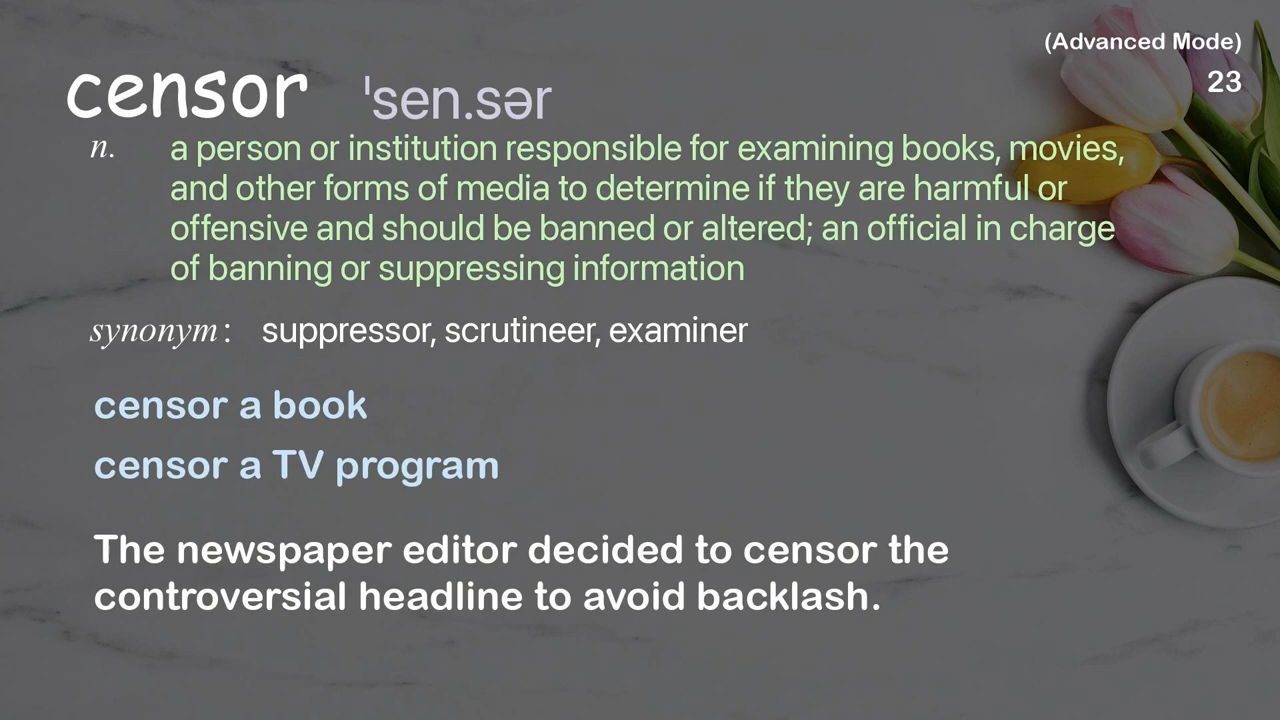 (Advanced Mode)
23
censor ˈsen.sər
n. a person or institution responsible for examining books, movies,
and other forms of media to determine if they are harmful or
offensive and should be banned or altered; an official in charge
of banning or suppressing information
synonym: suppressor, scrutineer, examiner
censor a book
censor a TV program
The newspaper editor decided to censor the
controversial headline to avoid backlash.